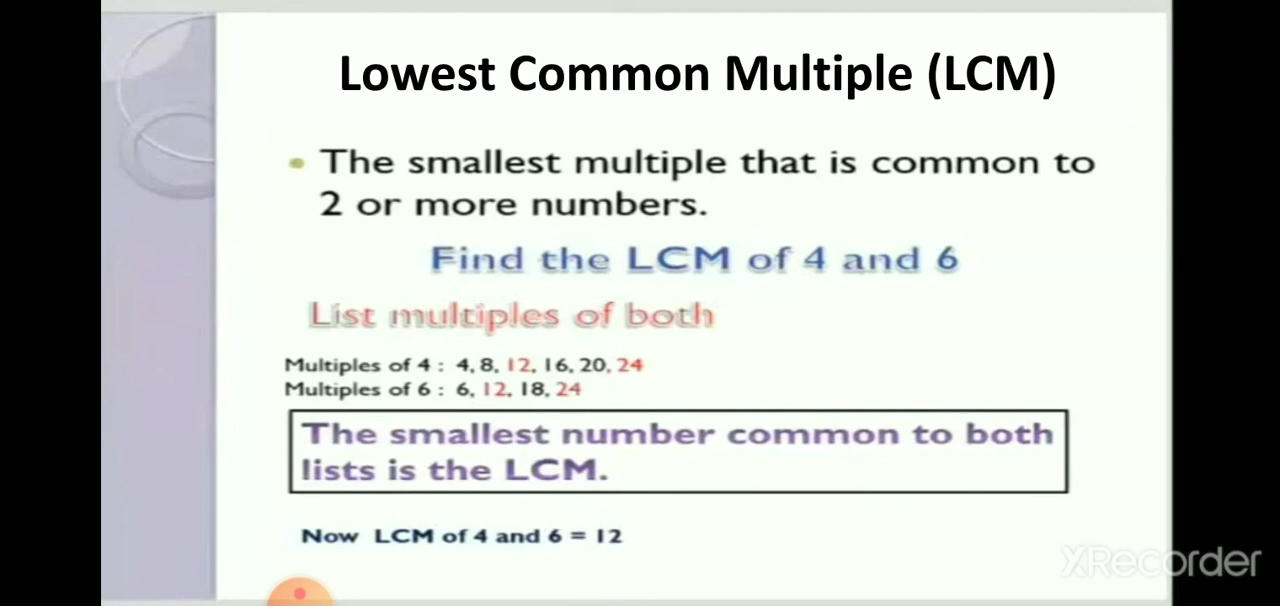 Lowest Common Multiple (LCM)
The smallest multiple that is common to
2 or more numbers.
Find the LCM of 4 and 6
List multiples of both
Multiples of 4 : 4, 8, 12, 16, 20, 24
Multiples of 6 : 6, 12, 18, 24
The smallest number common to both
lists is the LCM.
Now LCM of 4 and 6 = 12
XRecorder